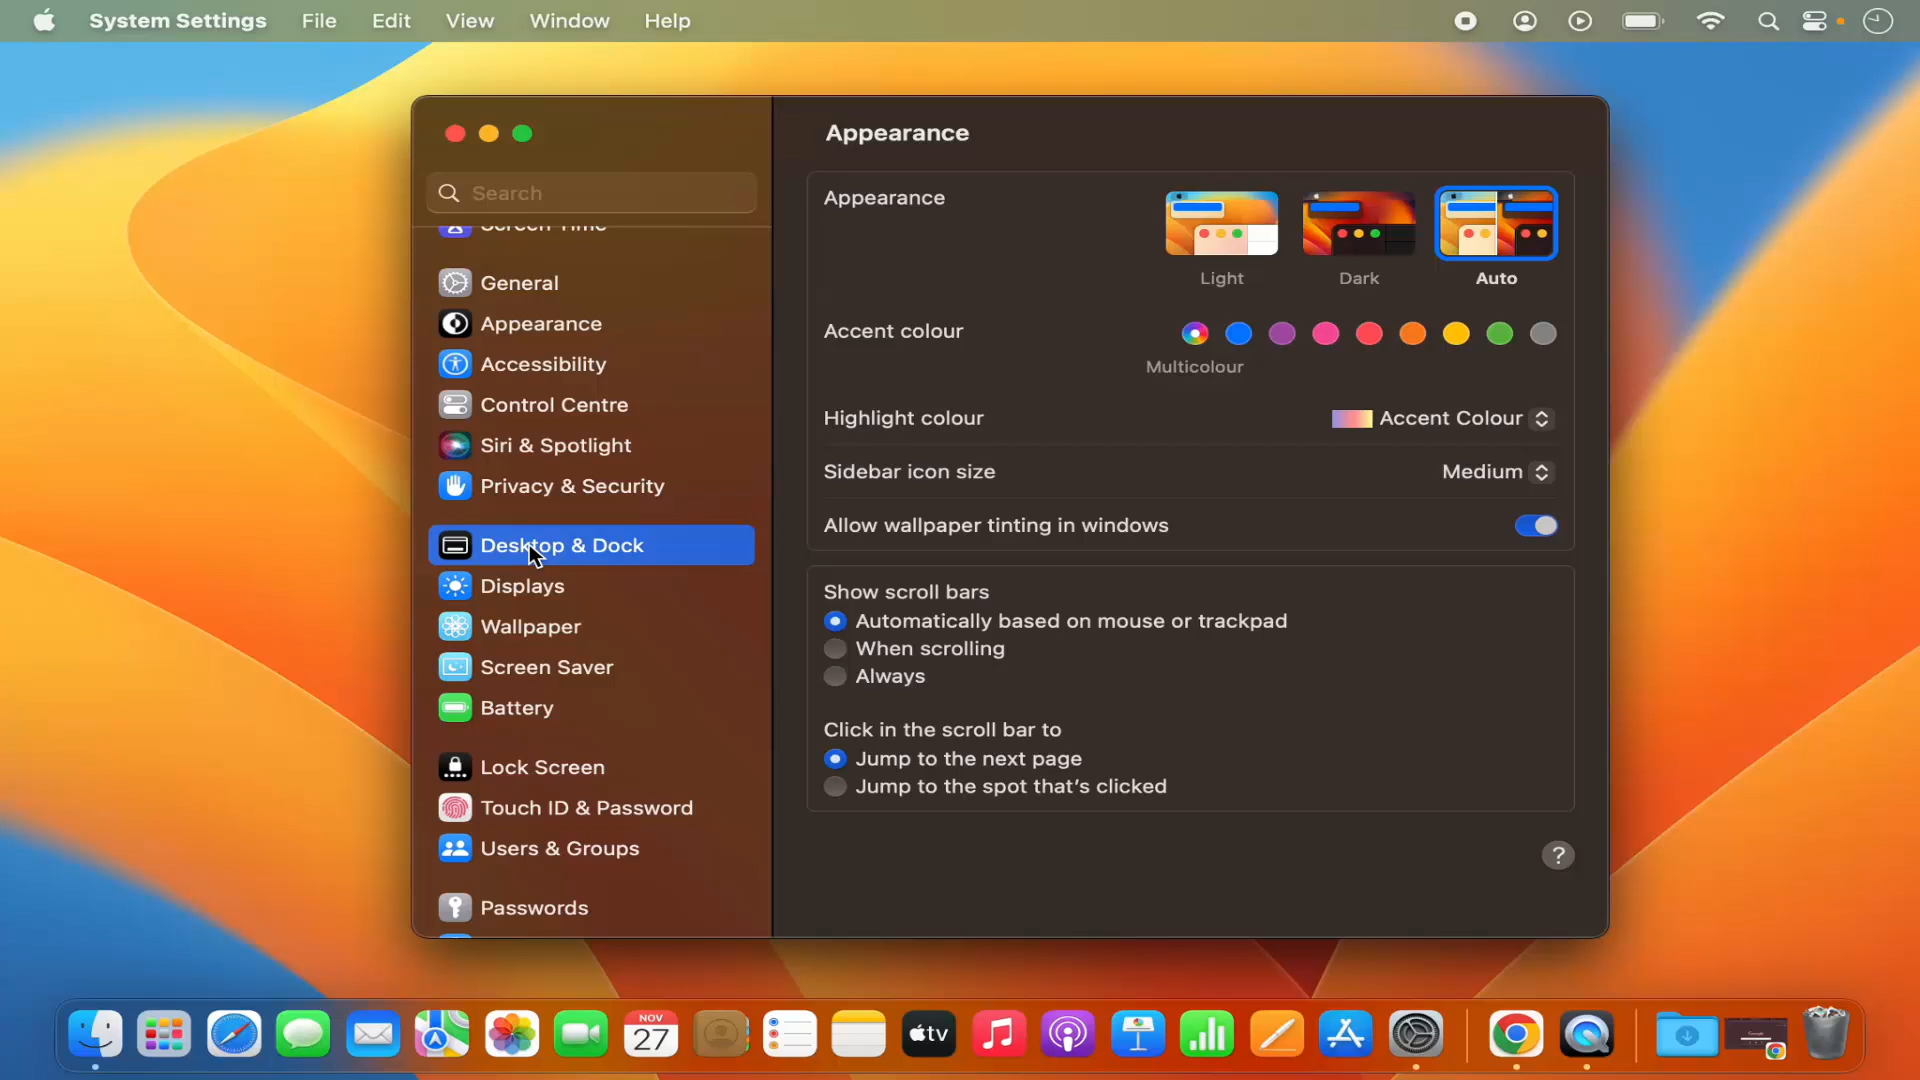 System Settings File Edit View Window Help
Appearance
Search
Screen Time
General
Appearance
Accessibility
Control Centre
Siri & Spotlight
Privacy & Security
Desktop & Dock
Displays
Wallpaper
Screen Saver
Battery
Lock Screen
Touch ID & Password
Users & Groups
Passwords
Appearance
Light Dark Auto
Accent colour
Multicolour
Highlight colour Accent Colour
Sidebar icon size Medium
Allow wallpaper tinting in windows
Show scroll bars
Automatically based on mouse or trackpad
When scrolling
Always
Click in the scroll bar to
Jump to the next page
Jump to the spot that's clicked
?
NOV
27
tv